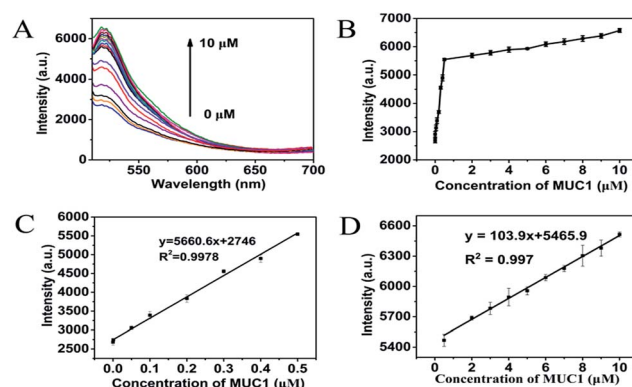 A
10 μM
0 μM
Intensity (a.u.)
6000
4000
2000
0
550
600
650
700
Wavelength (nm)
B
Intensity (a.u.)
7000
6000
5000
4000
3000
2000
0
2
4
6
8
10
Concentration of MUC1 (μM)
C
y=5660.6x+2746
R²=0.9978
Intensity (a.u.)
5500
5000
4500
4000
3500
3000
2500
0.0
0.1
0.2
0.3
0.4
0.5
Concentration of MUC1 (μM)
D
y = 103.9x+5465.9
R² = 0.997
Intensity (a.u.)
6600
6300
6000
5700
5400
0
2
4
6
8
10
Concentration of MUC1 (μM)